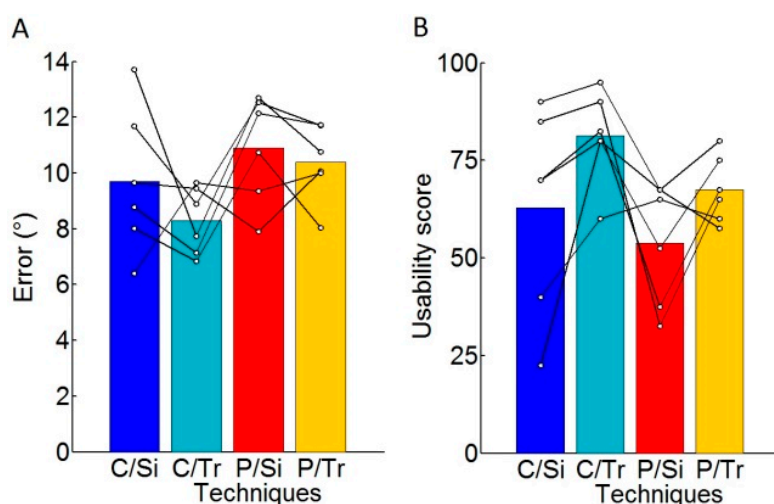 A
Error (°)
14
12
10
8
6
4
2
0
C/Si C/Tr P/Si P/Tr
Techniques
B
Usability score
100
75
50
25
0
C/Si C/Tr P/Si P/Tr
Techniques